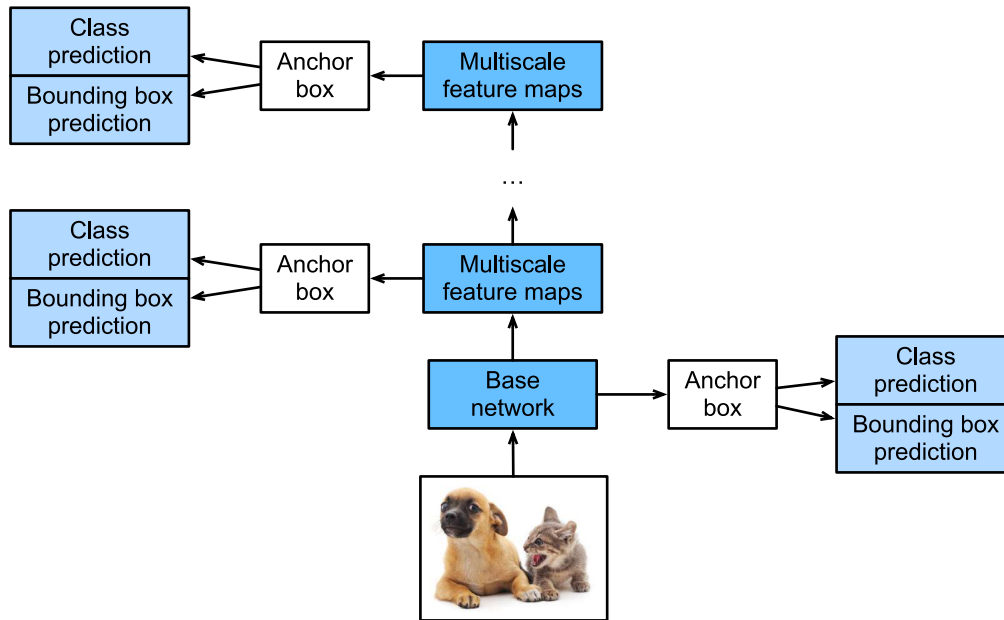 Class
prediction
Bounding box
prediction
Anchor
box
Multiscale
feature maps
...
Class
prediction
Bounding box
prediction
Anchor
box
Multiscale
feature maps
Base
network
Anchor
box
Class
prediction
Bounding box
prediction